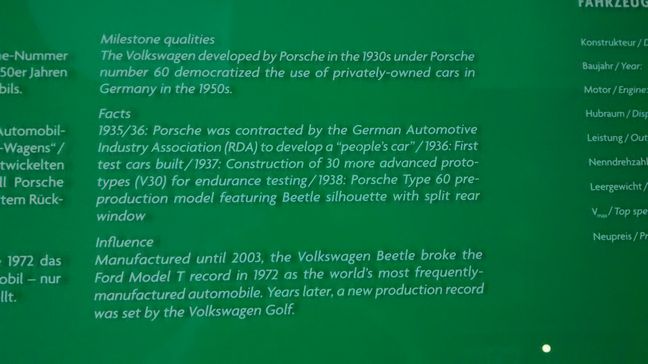 ne-Nummer
50er Jahren
bils.
Automobil-
-Wagens"/
twickelten
ll Porsche
tem Rück-
1972 das
obil – nur
llt.
Milestone qualities
The Volkswagen developed by Porsche in the 1930s under Porsche
number 60 democratized the use of privately-owned cars in
Germany in the 1950s.
Facts
1935/36: Porsche was contracted by the German Automotive
Industry Association (RDA) to develop a "people's car"/1936: First
test cars built/1937: Construction of 30 more advanced proto-
types (V30) for endurance testing/1938: Porsche Type 60 pre-
production model featuring Beetle silhouette with split rear
window
Influence
Manufactured until 2003, the Volkswagen Beetle broke the
Ford Model T record in 1972 as the world's most frequently-
manufactured automobile. Years later, a new production record
was set by the Volkswagen Golf.
FAHRZEUG
Konstrukteur / D
Baujahr / Year:
Motor / Engine:
Hubraum / Disp
Leistung / Out
Nenndrehzahl
Leergewicht /
Vmax / Top spe
Neupreis / Pr